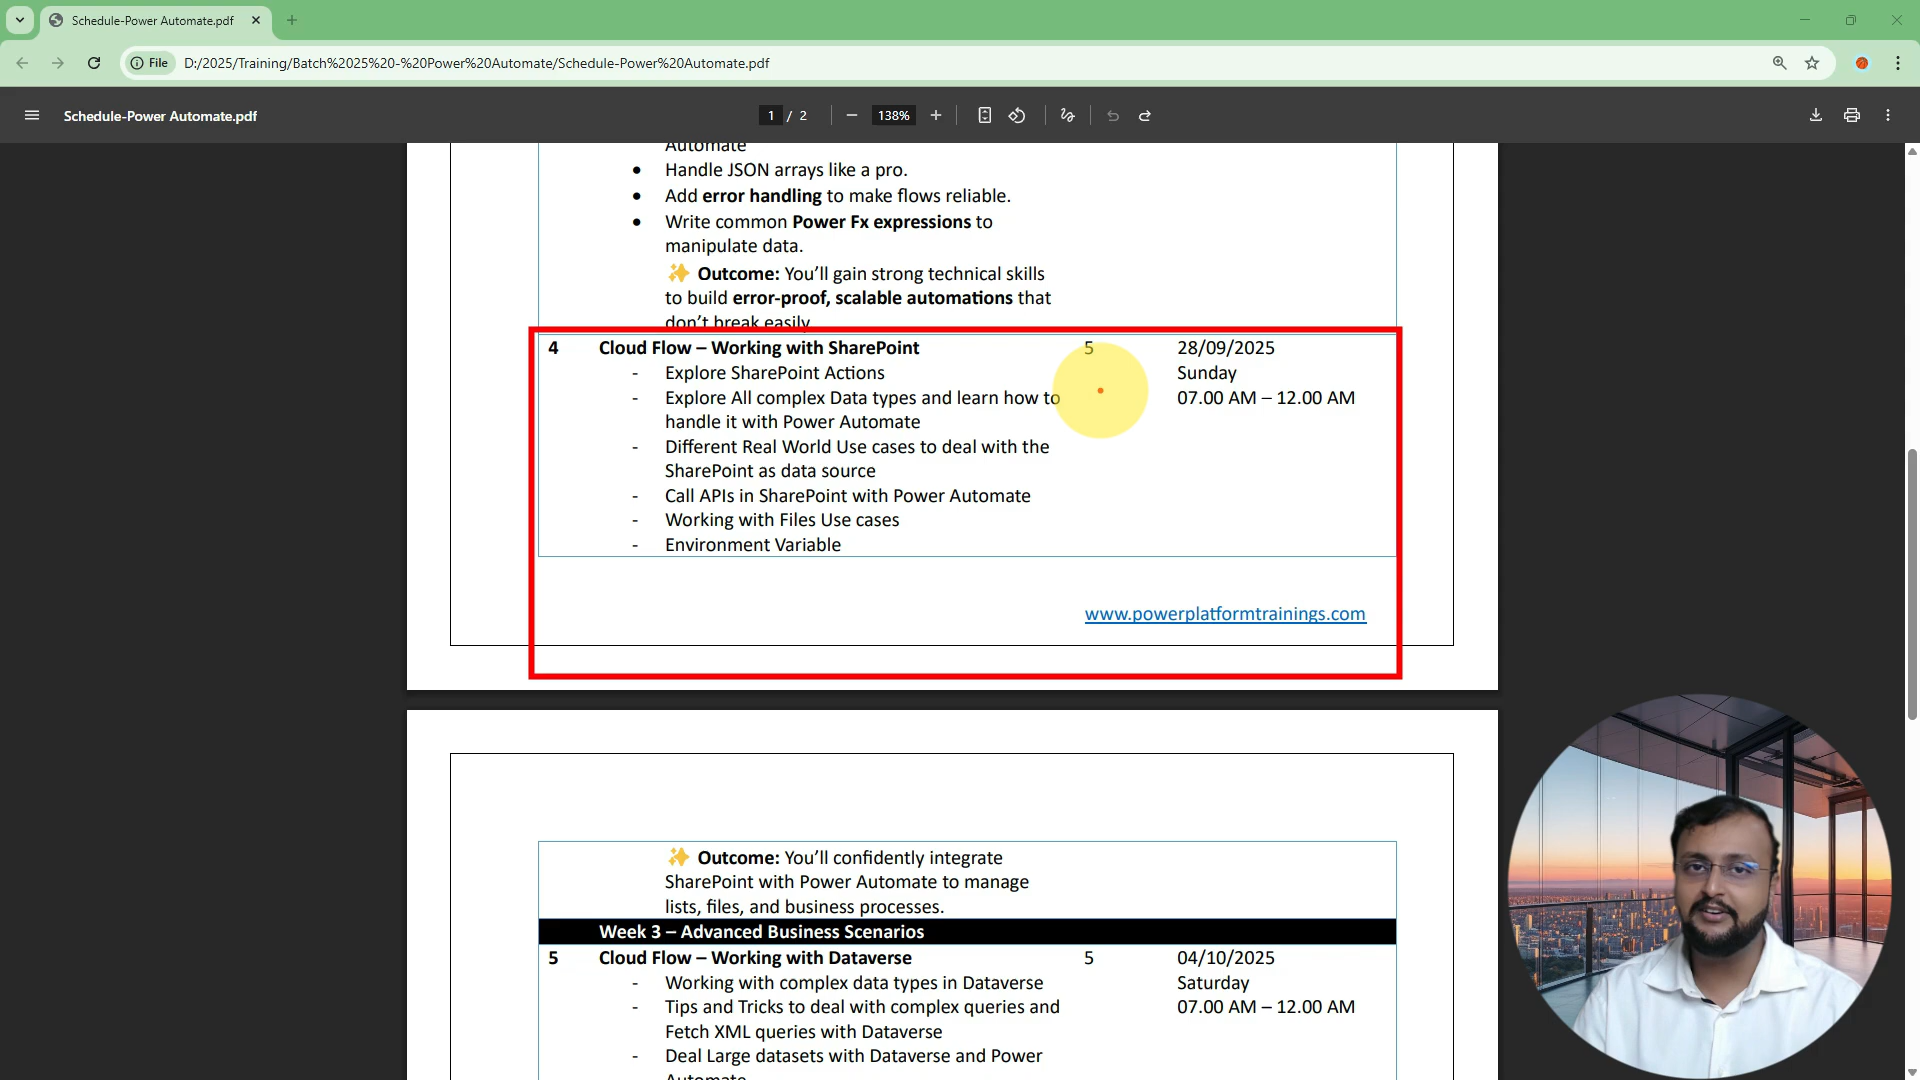 Schedule-Power Automate.pdf
File
D:/2025/Training/Batch%2025%20-%20Power%20Automate/Schedule-Power%20Automate.pdf
Schedule-Power Automate.pdf
1 / 2
138%
Automate
• Handle JSON arrays like a pro.
• Add error handling to make flows reliable.
• Write common Power Fx expressions to
manipulate data.
✨ Outcome: You’ll gain strong technical skills
to build error-proof, scalable automations that
don’t break easily
4 Cloud Flow – Working with SharePoint 5 28/09/2025
- Explore SharePoint Actions Sunday
- Explore All complex Data types and learn how to 07.00 AM – 12.00 AM
handle it with Power Automate
- Different Real World Use cases to deal with the
SharePoint as data source
- Call APIs in SharePoint with Power Automate
- Working with Files Use cases
- Environment Variable
www.powerplatformtrainings.com
✨ Outcome: You’ll confidently integrate
SharePoint with Power Automate to manage
lists, files, and business processes.
Week 3 – Advanced Business Scenarios
5 Cloud Flow – Working with Dataverse 5 04/10/2025
- Working with complex data types in Dataverse Saturday
- Tips and Tricks to deal with complex queries and 07.00 AM – 12.00 AM
Fetch XML queries with Dataverse
- Deal Large datasets with Dataverse and Power
Automate